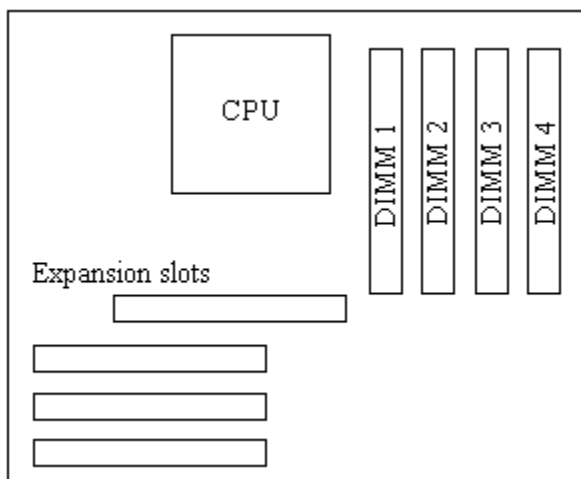 CPU
DIMM 1
DIMM 2
DIMM 3
DIMM 4
Expansion slots